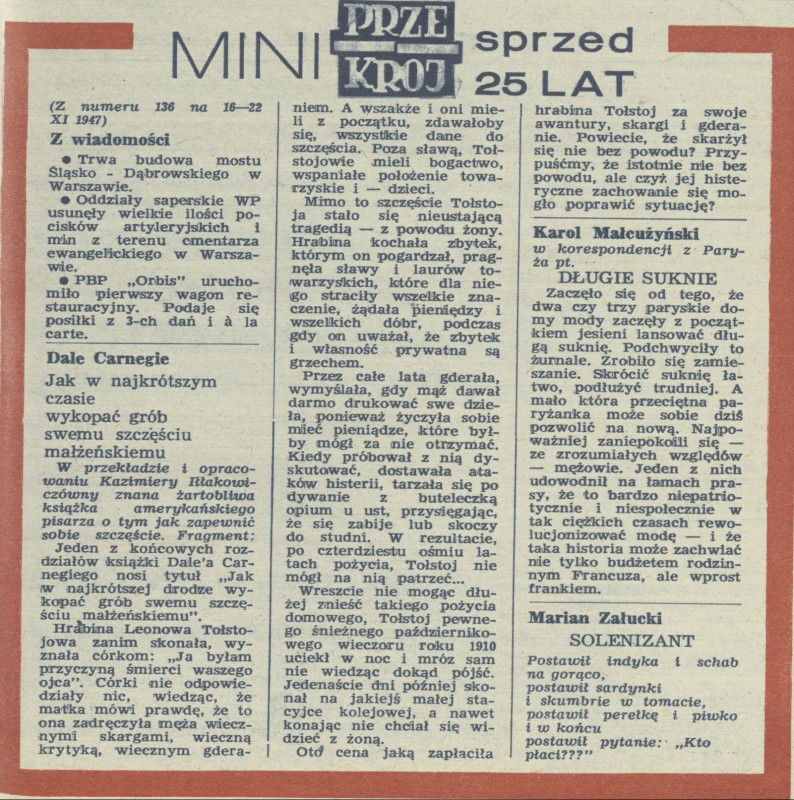 MINI PRZE KRÓJ sprzed 25 LAT
(Z numeru 136 na 16—22
XI 1947)
Z wiadomości
● Trwa budowa mostu
Śląsko - Dąbrowskiego w
Warszawie.
● Oddziały saperskie WP
usunęły wielkie ilości po-
cisków artyleryjskich i
min z terenu cmentarza
ewangelickiego w Warsza-
wie.
● PBP „Orbis” urucho-
miło pierwszy wagon re-
stauracyjny. Podaje się
posiłki z 3-ch dań i à la
carte.
Dale Carnegie
Jak w najkrótszym
czasie
wykopać grób
swemu szczęściu
małżeńskiemu
W przekładzie i opraco-
waniu Kazimiery Iłłakowi-
czówny znana żartobliwa
książka amerykańskiego
pisarza o tym jak zapewnić
sobie szczęście. Fragment:
Jeden z końcowych roz-
działów książki Dale’a Car-
negiego nosi tytuł „Jak
w najkrótszej drodze wy-
kopać grób swemu szczę-
ściu małżeńskiemu”.
Hrabina Leonowa Tołsto-
jowa zanim skonała, wy-
znała córkom: „Ja byłam
przyczyną śmierci waszego
ojca”. Córki nie odpowie-
działy nic, wiedząc, że
matka mówi prawdę, że to
ona zadręczyła męża wiecz-
nymi skargami, wieczną
krytyką, wiecznym gdera-
niem. A wszakże i oni mie-
li z początku, zdawałoby
się, wszystkie dane do
szczęścia. Poza sławą, Toł-
stojowie mieli bogactwo,
wspaniałe położenie towa-
rzyskie i — dzieci.
Mimo to szczęście Tołsto-
ja stało się nieustającą
tragedią — z powodu żony.
Hrabina kochała zbytek,
którym on pogardzał, prag-
nęła sławy i laurów to-
warzyskich, które dla nie-
go straciły wszelkie zna-
czenie, żądała pieniędzy i
wszelkich dóbr, podczas
gdy on uważał, że zbytek
i własność prywatna są
grzechem.
Przez całe lata gderała,
wymyślała, gdy mąż dawał
darmo drukować swe dzie-
ła, ponieważ życzyła sobie
mieć pieniądze, które był-
by mógł za nie otrzymać.
Kiedy próbował z nią dy-
skutować, dostawała ata-
ków histerii, tarzała się po
dywanie z buteleczką
opium u ust, przysięgając,
że się zabije lub skoczy
do studni. W rezultacie,
po czterdziestu ośmiu la-
tach pożycia, Tołstoj nie
mógł na nią patrzeć...
Wreszcie nie mogąc dłu-
żej znieść takiego pożycia
domowego, Tołstoj pewne-
go śnieżnego październiko-
wego wieczoru roku 1910
uciekł w noc i mróz sam
nie wiedząc dokąd pójść.
Jedenaście dni później sko-
nał na jakiejś małej sta-
cyjce kolejowej, a nawet
konając nie chciał się wi-
dzieć z żoną.
Oto cena jaką zapłaciła
hrabina Tołstoj za swoje
awantury, skargi i gdera-
nie. Powiecie, że skarżył
się nie bez powodu? Przy-
puśćmy, że istotnie nie bez
powodu, ale czyż jej histe-
ryczne zachowanie się mo-
gło poprawić sytuację?
Karol Małcużyński
w korespondencji z Pary-
ża pt.
DŁUGIE SUKNIE
Zaczęło się od tego, że
dwa czy trzy paryskie do-
my mody zaczęły z począt-
kiem jesieni lansować dłu-
gą suknię. Podchwyciły to
żurnale. Zrobiło się zamie-
szanie. Skrócić suknię ła-
two, podłużyć trudniej. A
mało która przeciętna pa-
ryżanka może sobie dziś
pozwolić na nową. Najpo-
ważniej zaniepokoili się —
ze zrozumiałych względów
— mężowie. Jeden z nich
udowodnił na łamach pra-
sy, że to bardzo niepatrio-
tycznie i niespołecznie w
tak ciężkich czasach rewo-
lucjonizować modę — i że
taka historia może zachwiać
nie tylko budżetem rodzin-
nym Francuza, ale wprost
frankiem.
Marian Załucki
SOLENIZANT
Postawił indyka i schab
na gorąco,
postawił sardynki
i skumbrie w tomacie,
postawił perełkę i piwko
i w końcu
postawił pytanie: „Kto
płaci???”